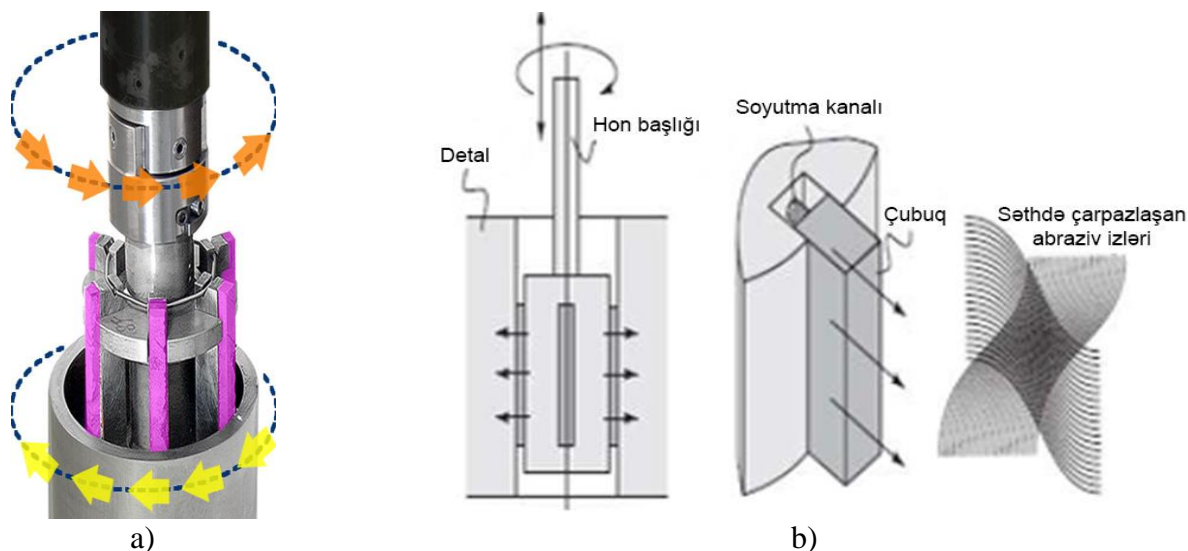 Soyutma kanalı
Hon başlığı
Detal
Çubuq
Səthdə çarpazlaşan
abraziv izləri
a)
b)